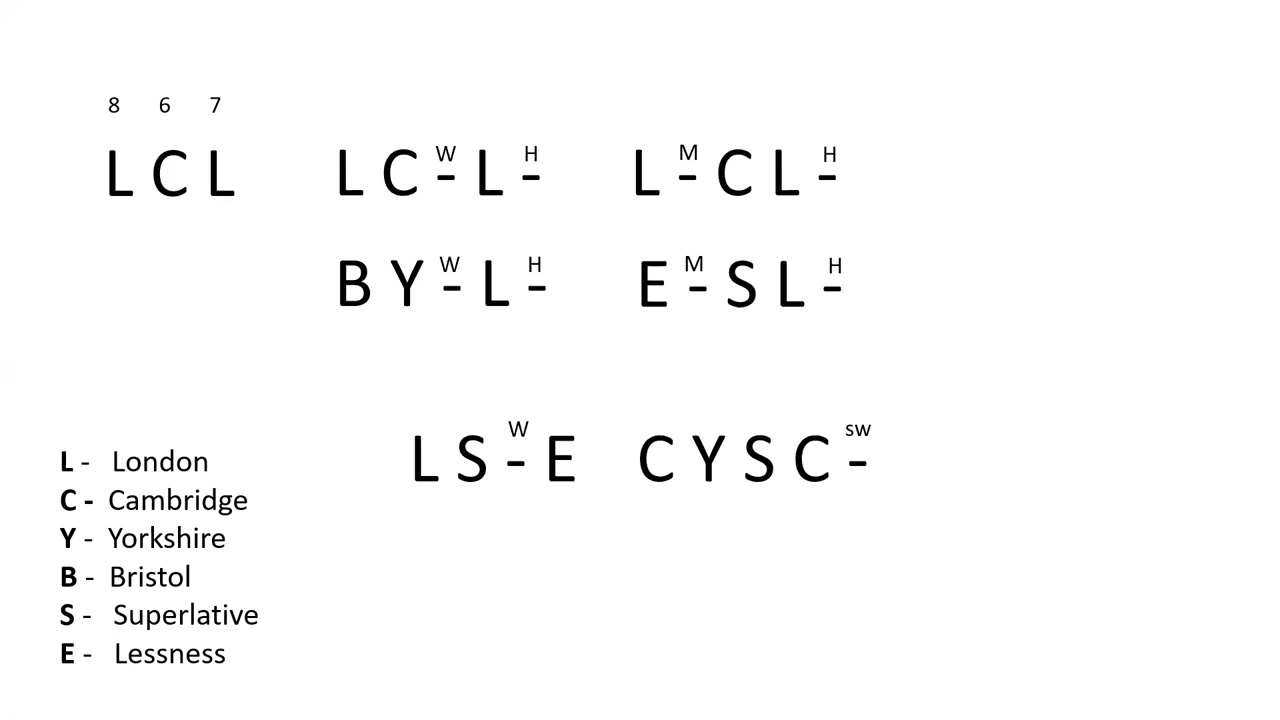 8 6 7
W H M H
L C L L C - L - L - C L -
W H M H
B Y - L - E - S L -
W sw
L S - E C Y S C -
L - London
C - Cambridge
Y - Yorkshire
B - Bristol
S - Superlative
E - Lessness